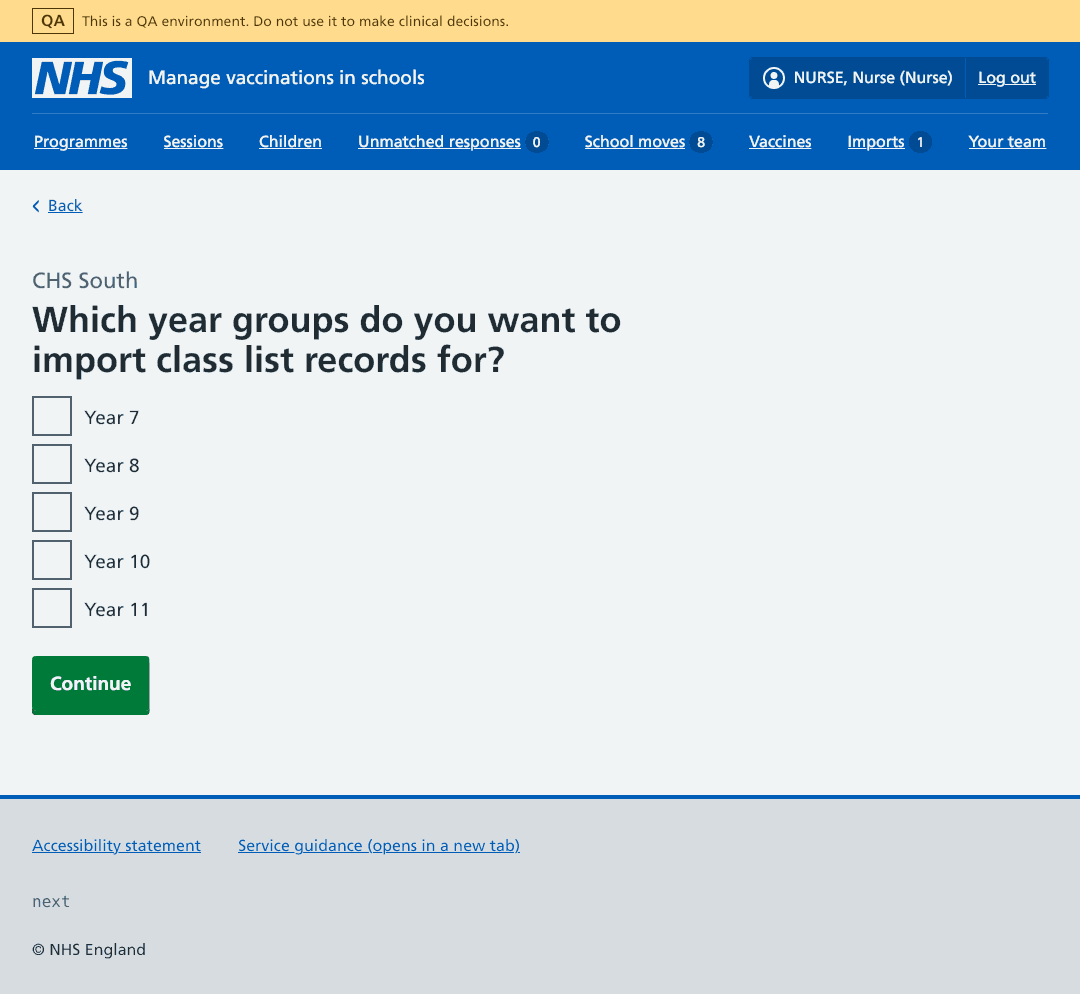 QA This is a QA environment. Do not use it to make clinical decisions.
NHS Manage vaccinations in schools NURSE, Nurse (Nurse) Log out
Programmes Sessions Children Unmatched responses 0 School moves 8 Vaccines Imports 1 Your team
Back
CHS South
Which year groups do you want to
import class list records for?
Year 7
Year 8
Year 9
Year 10
Year 11
Continue
Accessibility statement Service guidance (opens in a new tab)
next
© NHS England